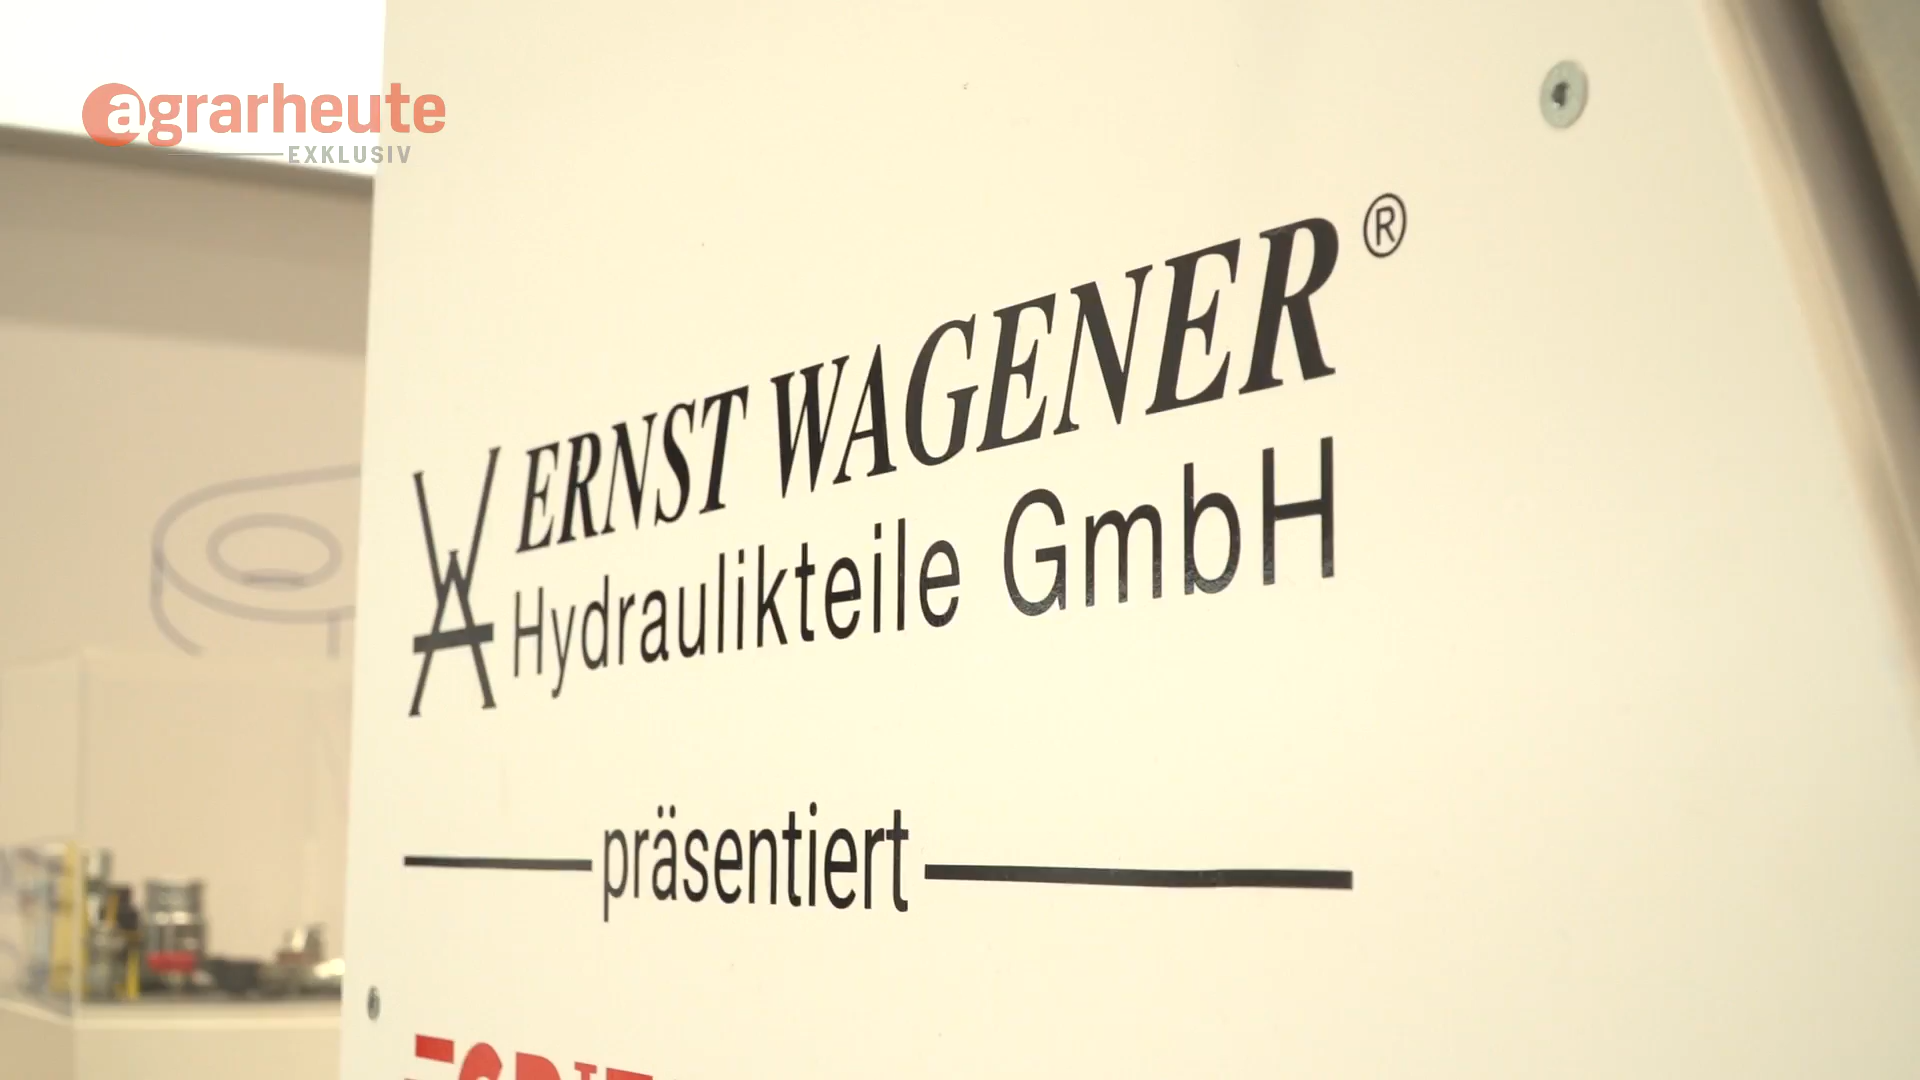 agrarheute
EXKLUSIV
ERNST WAGENER®
Hydraulikteile GmbH
präsentiert